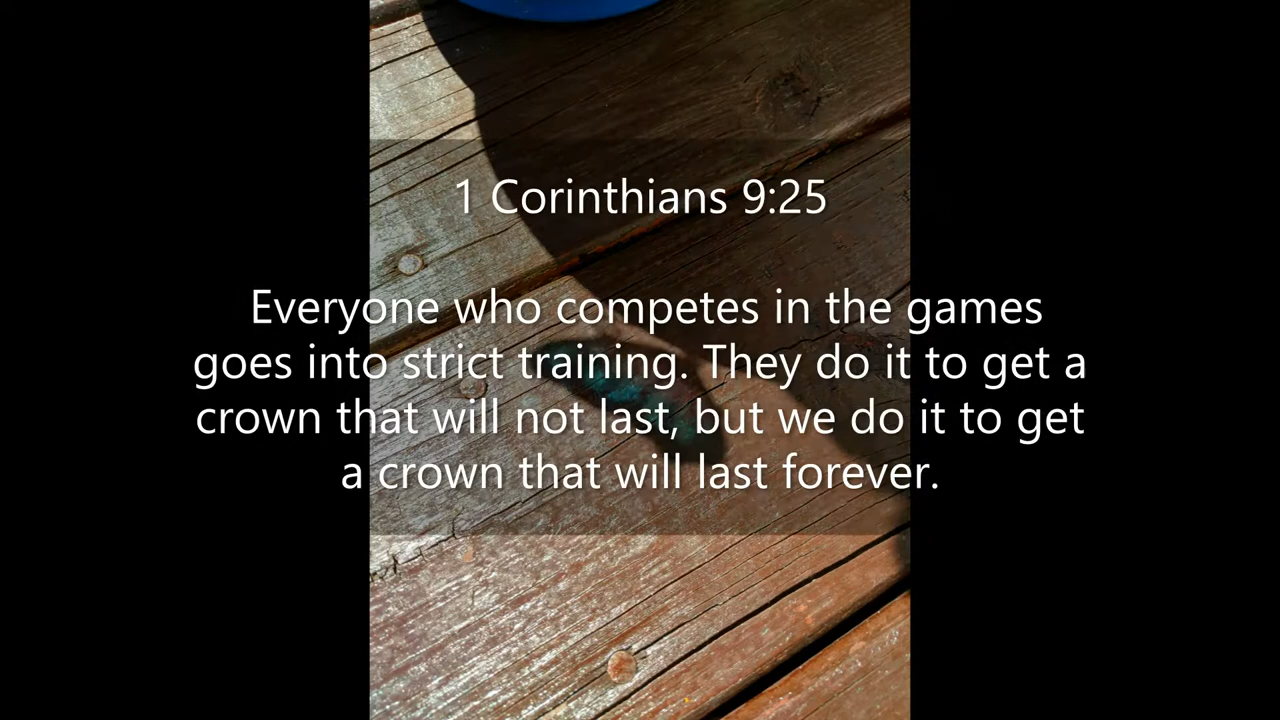 1 Corinthians 9:25
Everyone who competes in the games
goes into strict training. They do it to get a
crown that will not last, but we do it to get
a crown that will last forever.